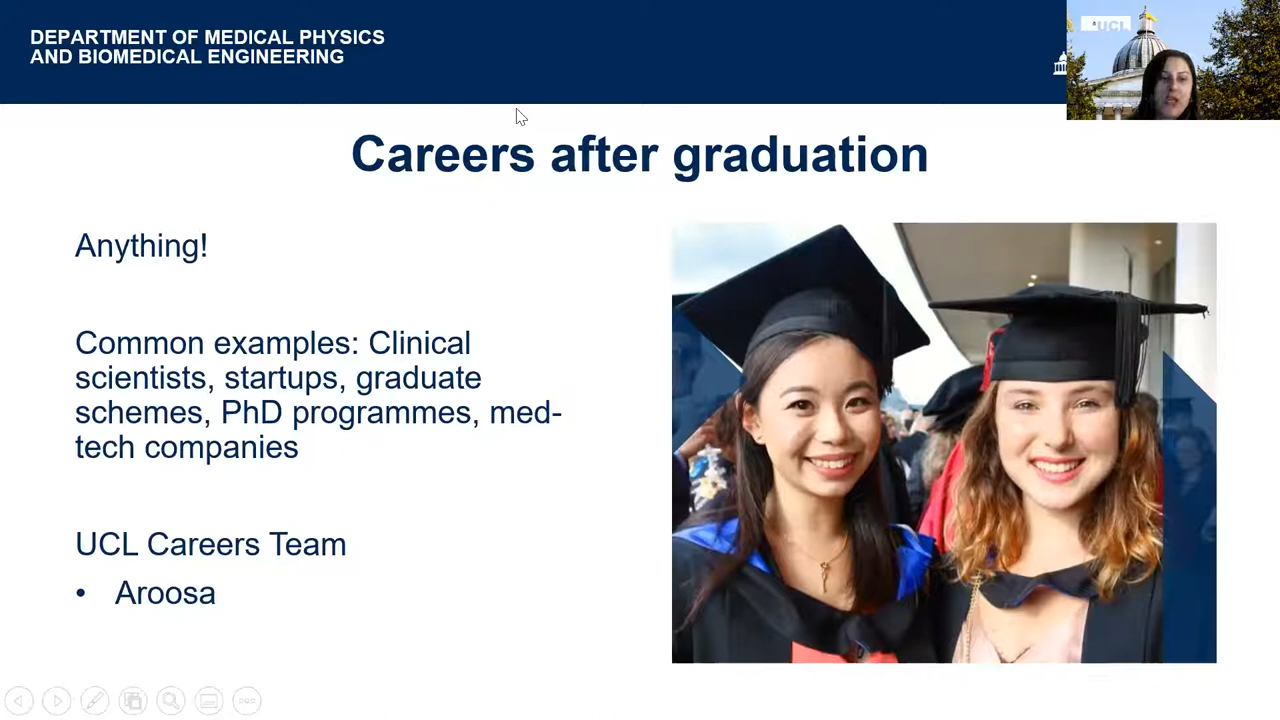 DEPARTMENT OF MEDICAL PHYSICS
AND BIOMEDICAL ENGINEERING
UCL
Careers after graduation
Anything!
Common examples: Clinical
scientists, startups, graduate
schemes, PhD programmes, med-
tech companies
UCL Careers Team
• Aroosa